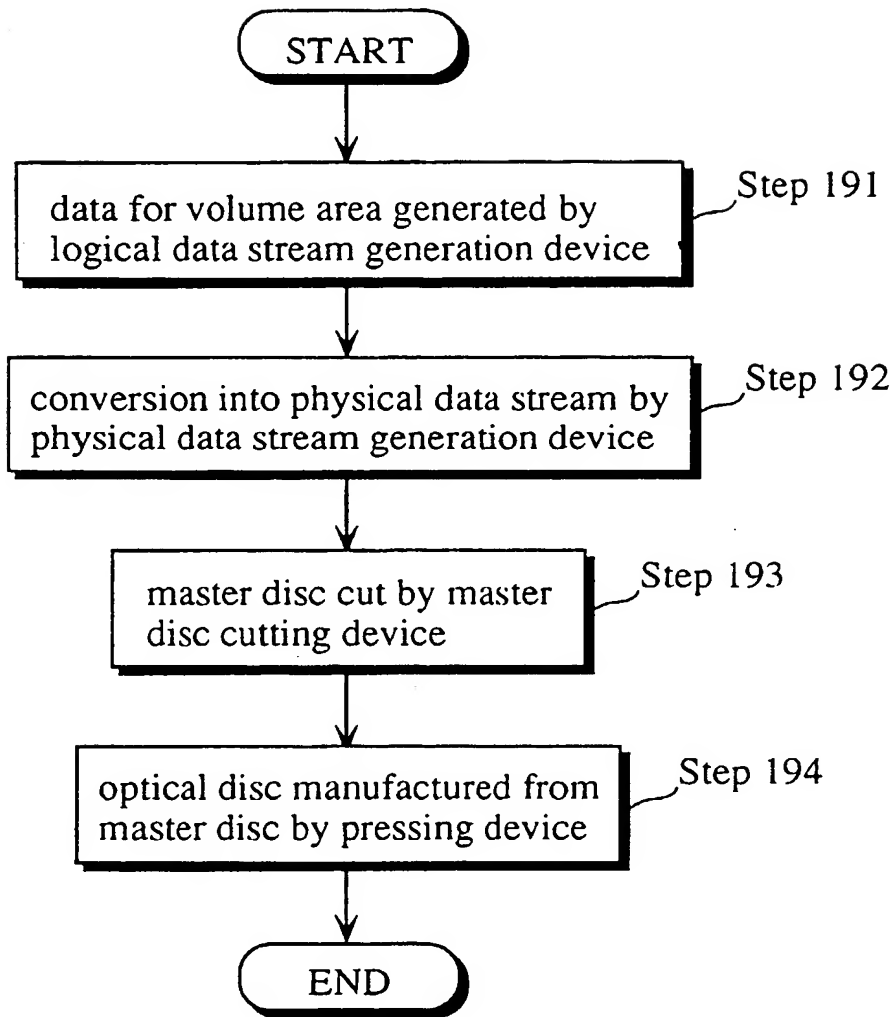 START
data for volume area generated by
logical data stream generation device
Step 191
conversion into physical data stream by
physical data stream generation device
Step 192
master disc cut by master
disc cutting device
Step 193
optical disc manufactured from
master disc by pressing device
Step 194
END